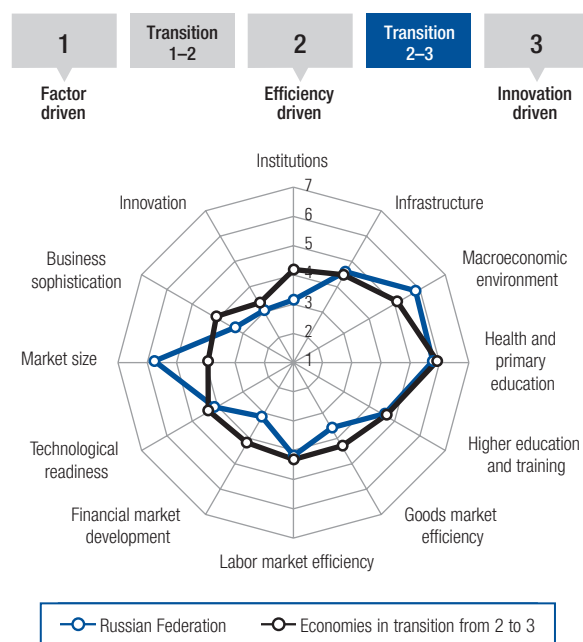 1
Transition
1–2
2
Transition
2–3
3
Factor
driven
Efficiency
driven
Innovation
driven
Institutions
7
Innovation
Infrastructure
6
Business
sophistication
5
Macroeconomic
environment
4
3
Market size
2
1
Health and
primary
education
Technological
readiness
Higher education
and training
Financial market
development
Goods market
efficiency
Labor market efficiency
Russian Federation
Economies in transition from 2 to 3